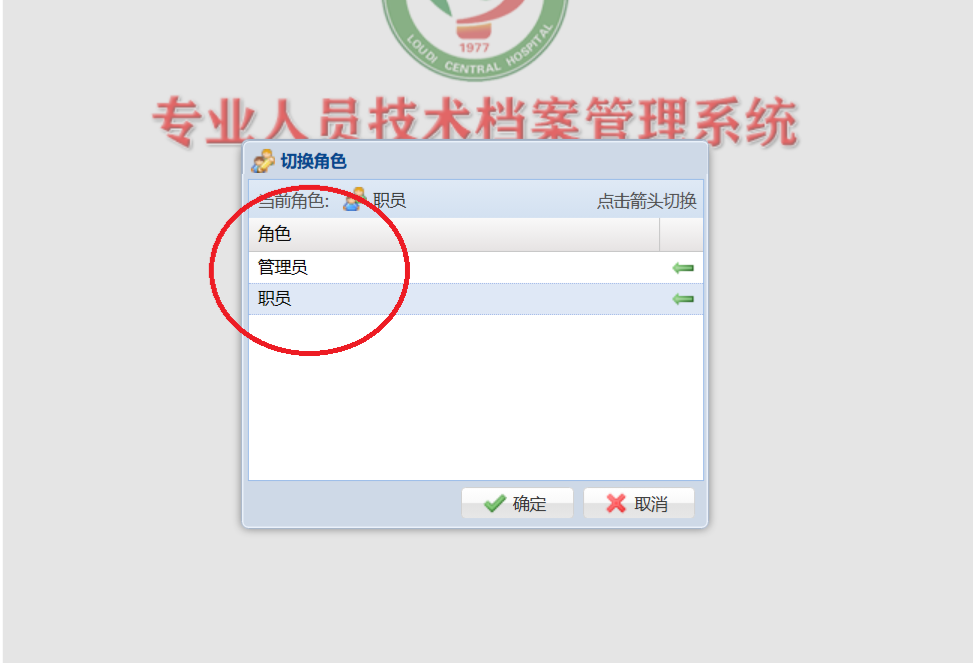 LOUDI CENTRAL HOSPITAL
1977
专业人员技术档案管理系统
切换角色
当前角色: 职员 点击箭头切换
角色
管理员
职员
确定 取消